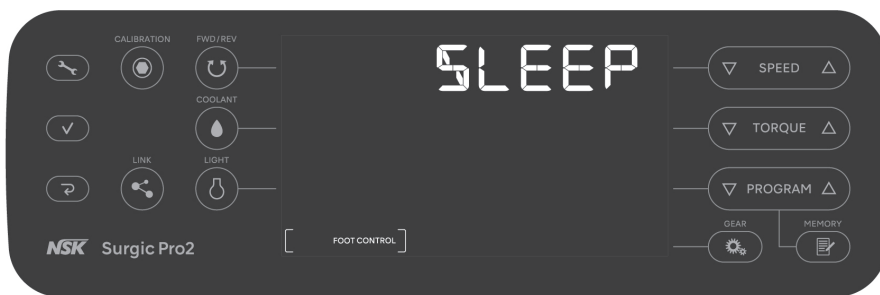 CALIBRATION
FWD/REV
SLEEP
SPEED
COOLANT
TORQUE
LINK
LIGHT
PROGRAM
GEAR
MEMORY
NSK Surgic Pro2
FOOT CONTROL